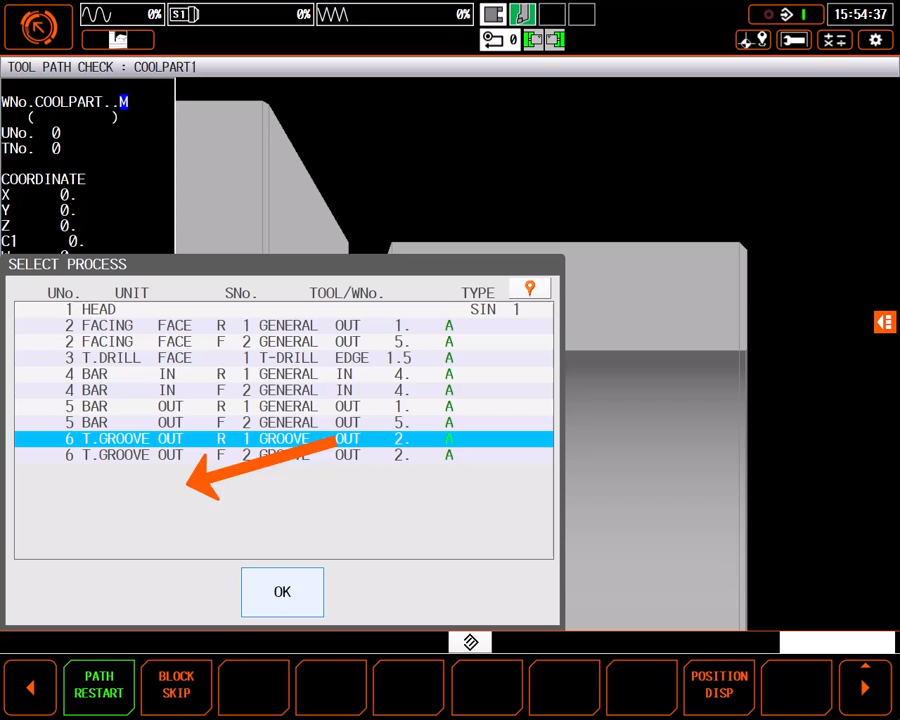 0% S1 0% 0% 15:54:37
0
TOOL PATH CHECK : COOLPART1
WNo.COOLPART..M
( )
UNo. 0
TNo. 0
COORDINATE
X 0.
Y 0.
Z 0.
C1 0.
SELECT PROCESS
UNo. UNIT SNo. TOOL/WNo. TYPE
1 HEAD SIN 1
2 FACING FACE R 1 GENERAL OUT 1. A
2 FACING FACE F 2 GENERAL OUT 5. A
3 T.DRILL FACE 1 T-DRILL EDGE 1.5 A
4 BAR IN R 1 GENERAL IN 4. A
4 BAR IN F 2 GENERAL IN 4. A
5 BAR OUT R 1 GENERAL OUT 1. A
5 BAR OUT F 2 GENERAL OUT 5. A
6 T.GROOVE OUT R 1 GROOVE OUT 2. A
6 T.GROOVE OUT F 2 GROOVE OUT 2. A
OK
PATH RESTART
BLOCK SKIP
POSITION DISP